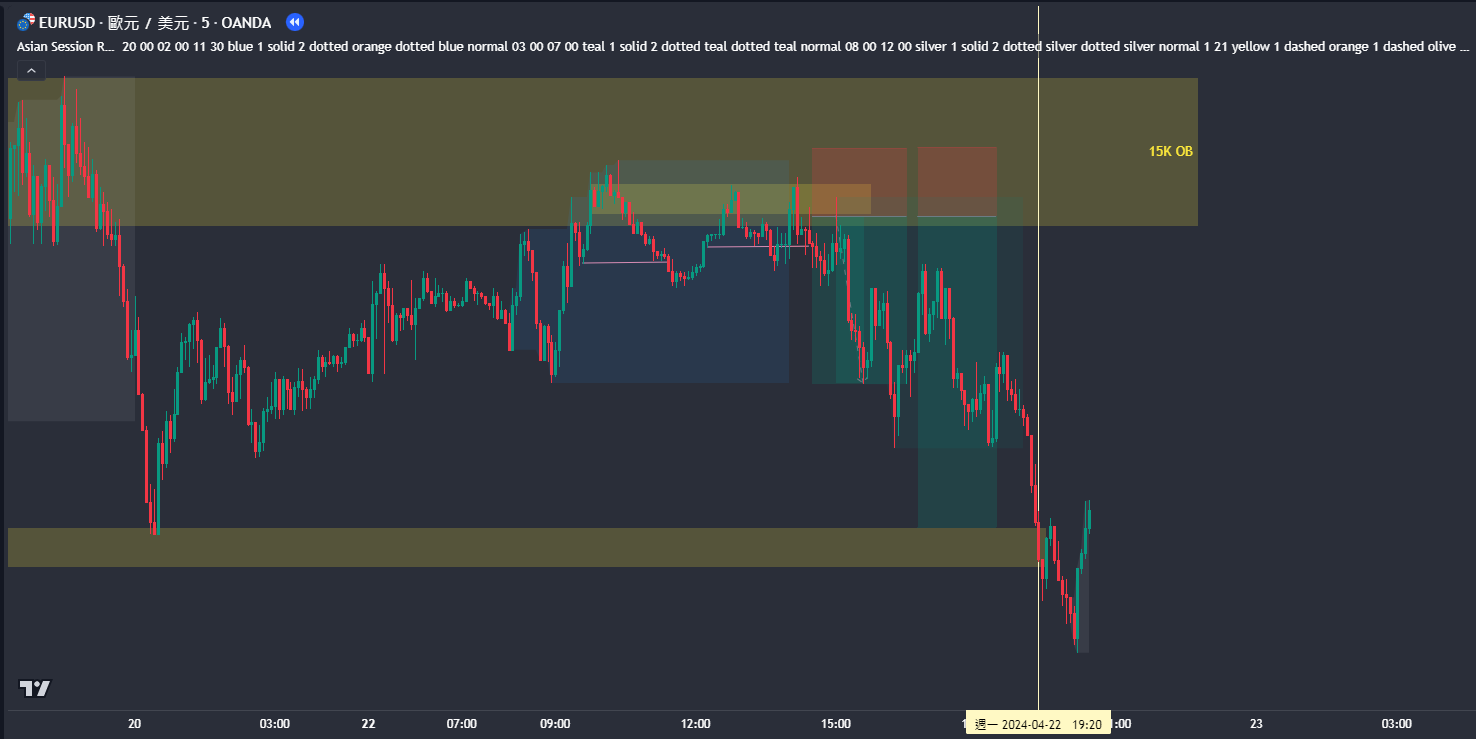 EURUSD · 歐元 / 美元 · 5 · OANDA
Asian Session R... 20 00 02 00 11 30 blue 1 solid 2 dotted orange dotted blue normal 03 00 07 00 teal 1 solid 2 dotted teal dotted teal normal 08 00 12 00 silver 1 solid 2 dotted silver dotted silver normal 1 21 yellow 1 dashed orange 1 dashed olive ...
15K OB
20 03:00 22 07:00 09:00 12:00 15:00 週一 2024-04-22 19:20 23 03:00